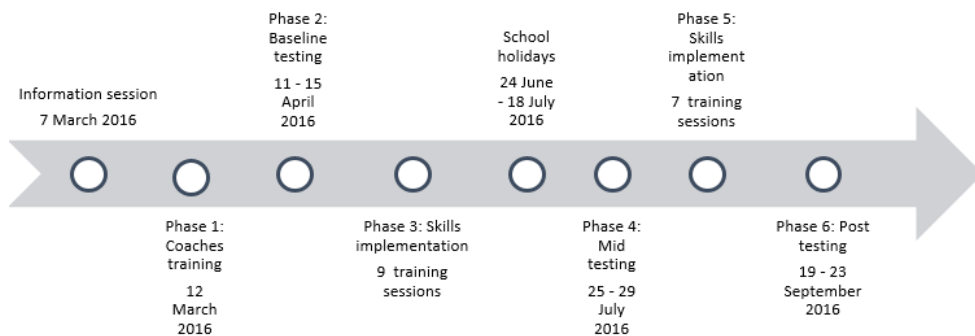 Information session
7 March 2016
Phase 1:
Coaches
training
12
March
2016
Phase 2:
Baseline
testing
11 - 15
April
2016
Phase 3: Skills
implementation
9  training
sessions
School
holidays
24 June
- 18 July
2016
Phase 4:
Mid
testing
25 - 29
July
2016
Phase 5:
Skills
implement
ation
7  training
sessions
Phase 6: Post
testing
19 - 23
September
2016